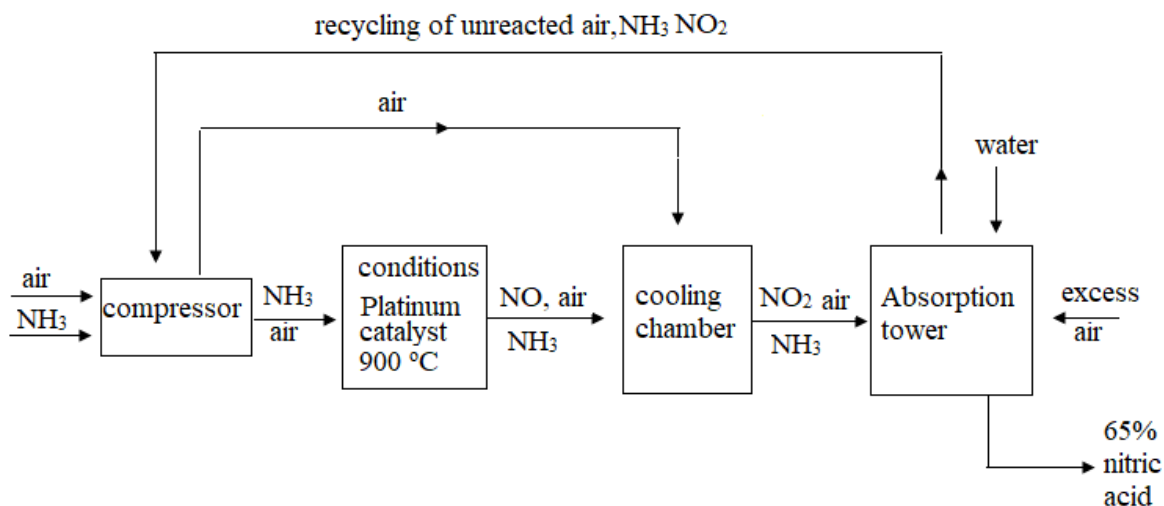 recycling of unreacted air,NH₃ NO₂
air
water
air
NH₃
compressor
NH₃
air
conditions
Platinum
catalyst
900 °C
NO, air
NH₃
cooling
chamber
NO₂ air
NH₃
Absorption
tower
excess
air
65%
nitric
acid